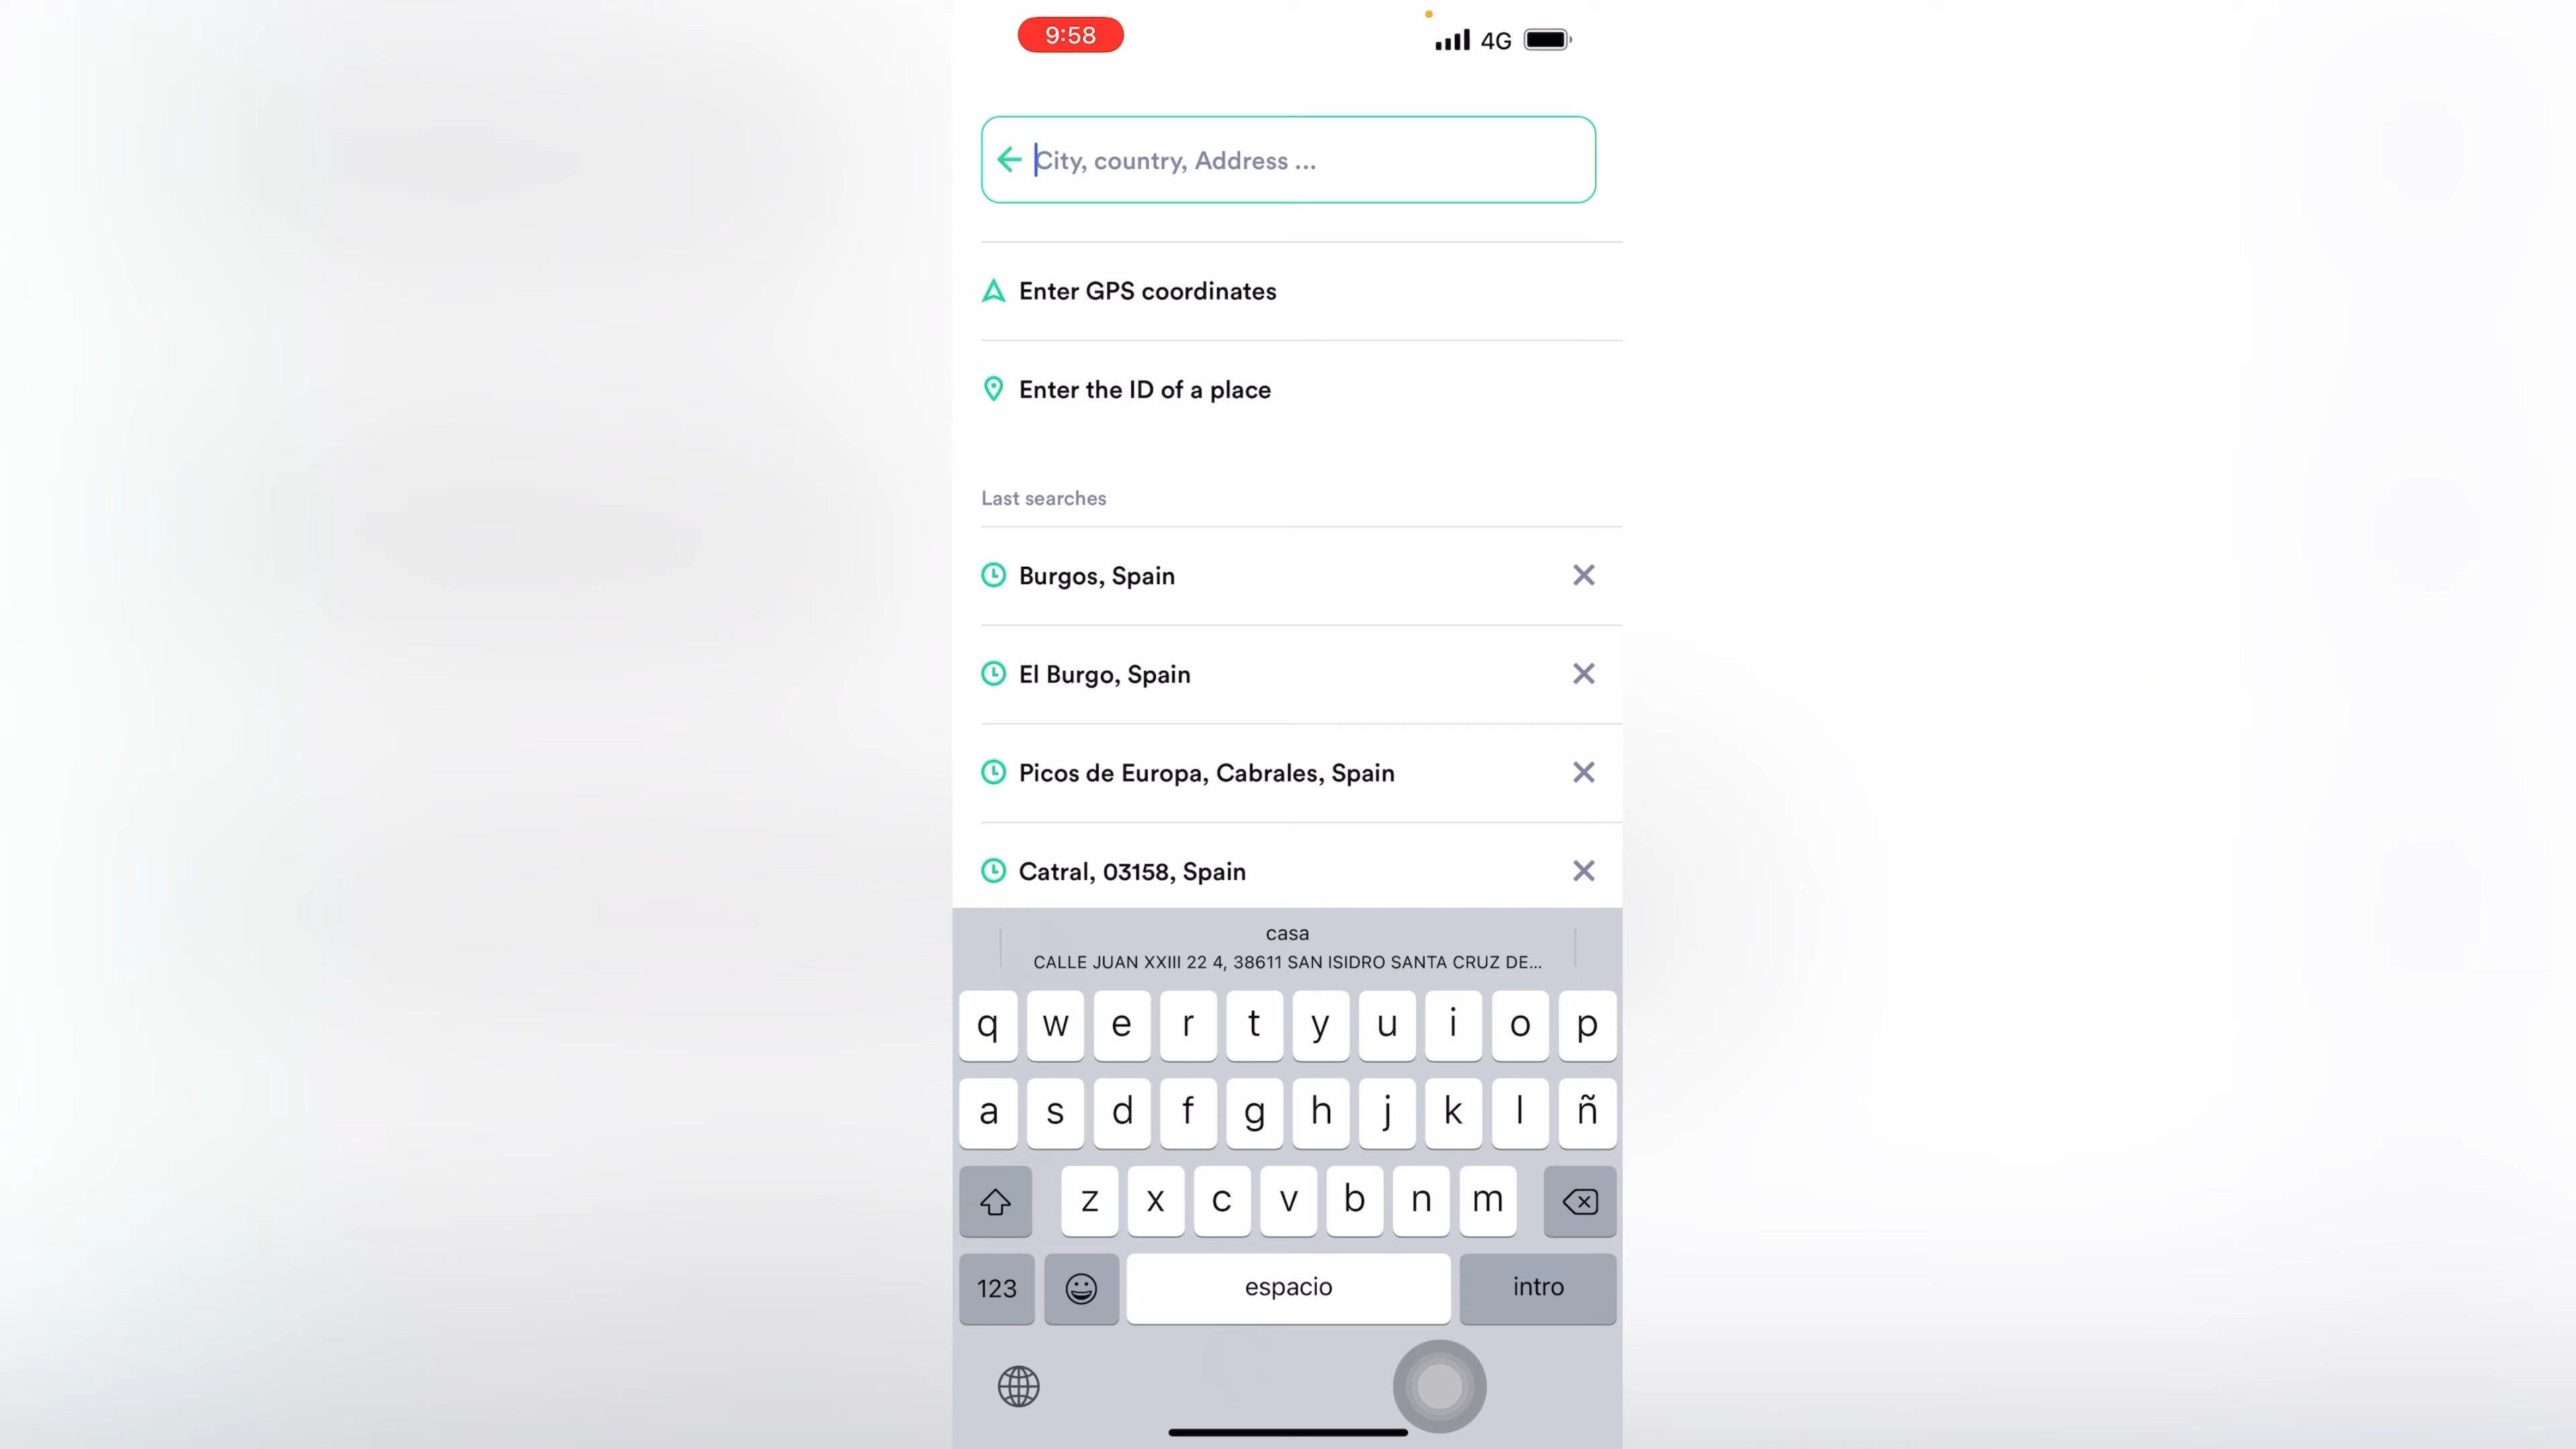 9:58
4G
City, country, Address ...
Enter GPS coordinates
Enter the ID of a place
Last searches
Burgos, Spain
El Burgo, Spain
Picos de Europa, Cabrales, Spain
Catral, 03158, Spain
casa
CALLE JUAN XXIII 22 4, 38611 SAN ISIDRO SANTA CRUZ DE...
q w e r t y u i o p
a s d f g h j k l ñ
z x c v b n m
123 espacio intro